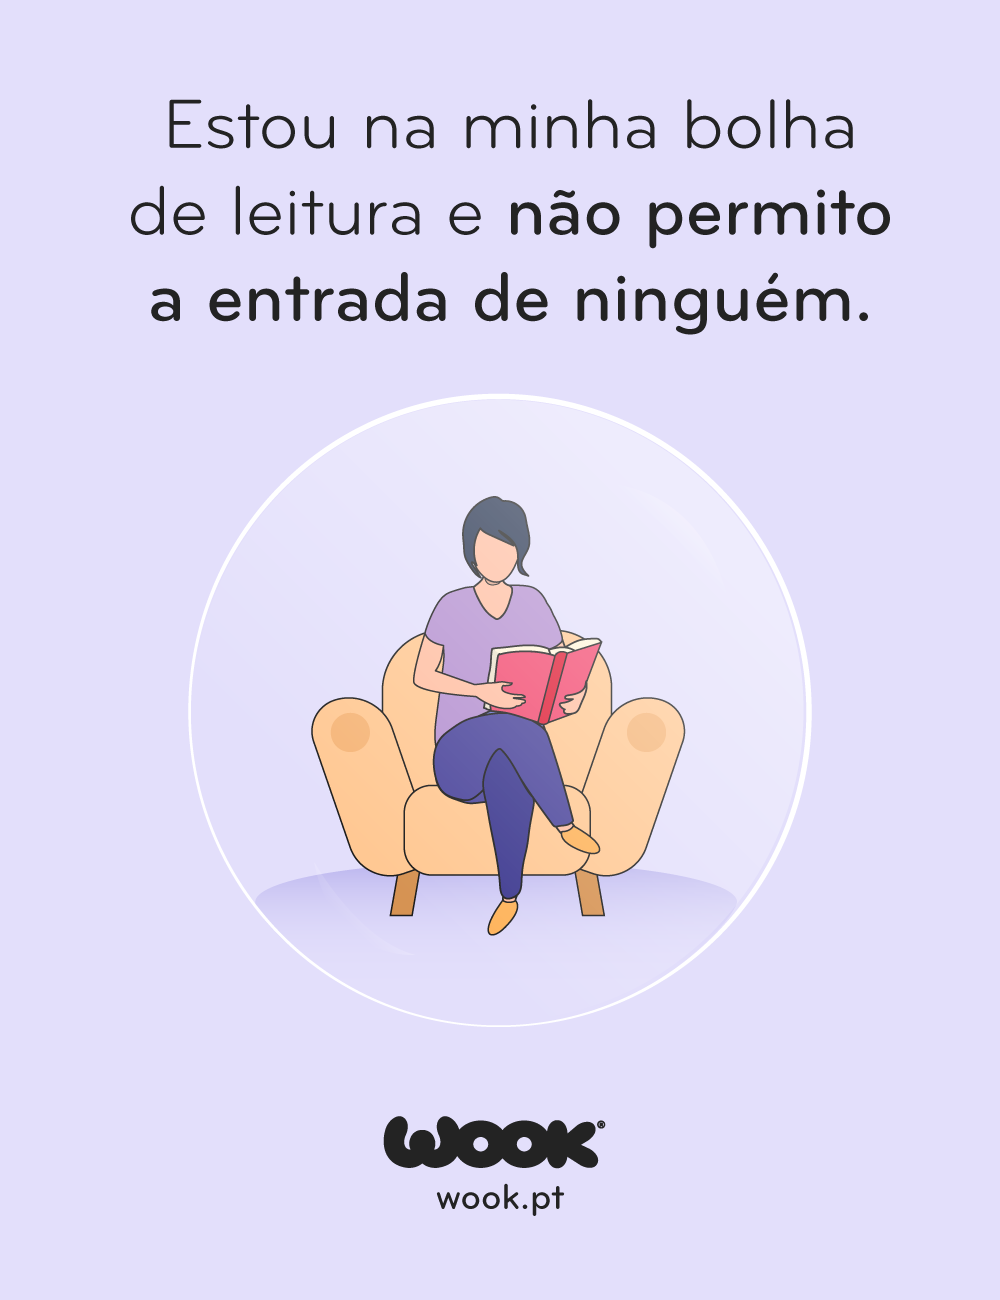 Estou na minha bolha
de leitura e não permito
a entrada de ninguém.
wook®
wook.pt